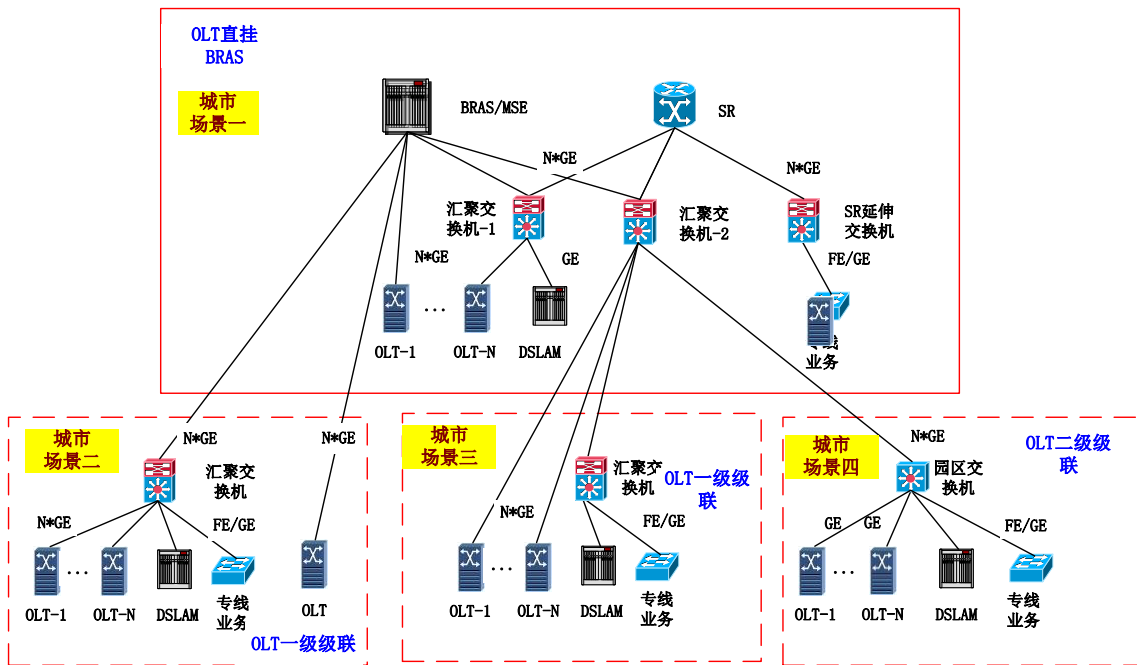 OLT直挂
BRAS
城市
场景一
BRAS/MSE
SR
N*GE
N*GE
汇聚交
换机-1
汇聚交
换机-2
SR延伸
交换机
N*GE
GE
FE/GE
...
OLT-1
OLT-N
DSLAM
专线
业务
城市
场景二
N*GE
N*GE
汇聚交
换机
N*GE
FE/GE
...
OLT-1
OLT-N
DSLAM
专线
业务
OLT
OLT一级级联
城市
场景三
汇聚交
换机
OLT一级级
联
N*GE
FE/GE
...
OLT-1
OLT-N
DSLAM
专线
业务
城市
场景四
N*GE
OLT二级级
联
园区交
换机
GE
GE
FE/GE
...
OLT-1
OLT-N
DSLAM
专线
业务